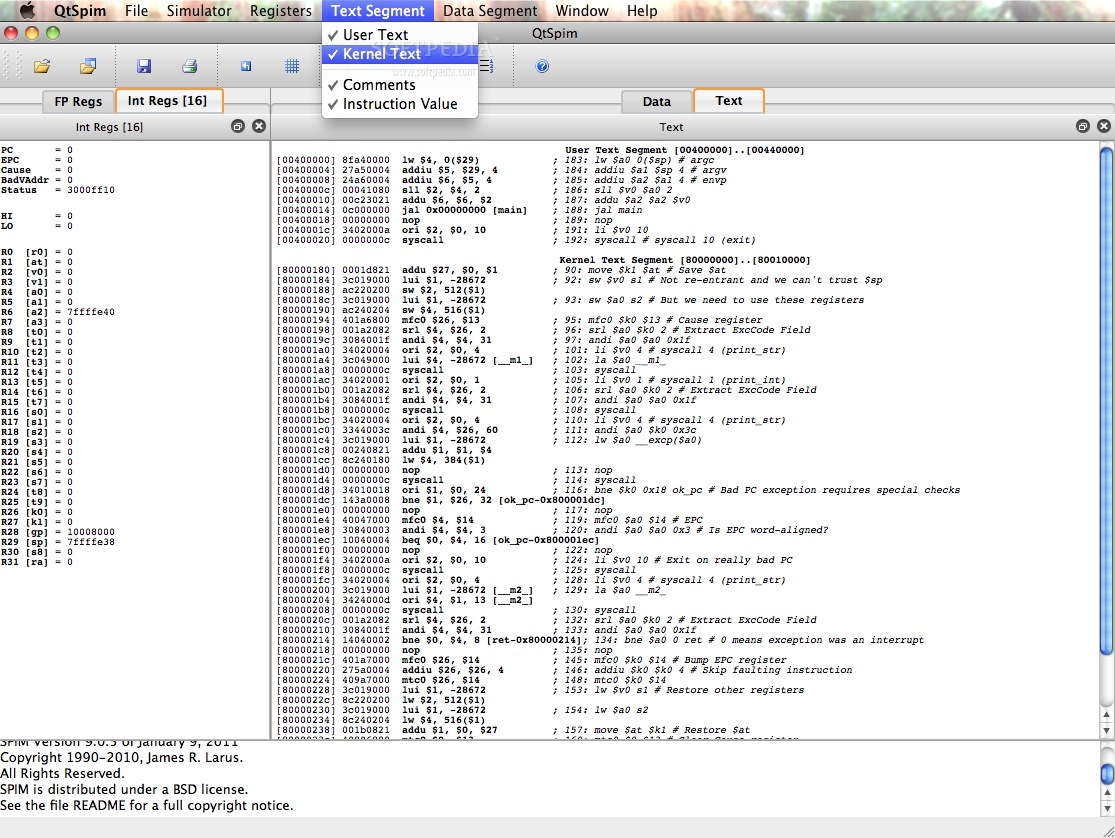 QtSpim File Simulator Registers Text Segment Data Segment Window Help
QtSpim
User Text
Kernel Text
Comments
Instruction Value
SOFTPEDIA
www.softpedia.com
FP Regs Int Regs [16] Data Text
Int Regs [16] Text
PC = 0
EPC = 0
Cause = 0
BadVAddr = 0
Status = 3000ff10
HI = 0
LO = 0
R0 [r0] = 0
R1 [at] = 0
R2 [v0] = 0
R3 [v1] = 0
R4 [a0] = 0
R5 [a1] = 0
R6 [a2] = 7ffffe40
R7 [a3] = 0
R8 [t0] = 0
R9 [t1] = 0
R10 [t2] = 0
R11 [t3] = 0
R12 [t4] = 0
R13 [t5] = 0
R14 [t6] = 0
R15 [t7] = 0
R16 [s0] = 0
R17 [s1] = 0
R18 [s2] = 0
R19 [s3] = 0
R20 [s4] = 0
R21 [s5] = 0
R22 [s6] = 0
R23 [s7] = 0
R24 [t8] = 0
R25 [t9] = 0
R26 [k0] = 0
R27 [k1] = 0
R28 [gp] = 10008000
R29 [sp] = 7ffffe38
R30 [s8] = 0
R31 [ra] = 0
User Text Segment [00400000]..[00440000]
[00400000] 8fa40000 lw $4, 0($29) ; 183: lw $a0 0($sp) # argc
[00400004] 27a50004 addiu $5, $29, 4 ; 184: addiu $a1 $sp 4 # argv
[00400008] 24a60004 addiu $6, $5, 4 ; 185: addiu $a2 $a1 4 # envp
[0040000c] 00041080 sll $2, $4, 2 ; 186: sll $v0 $a0 2
[00400010] 00c23021 addu $6, $6, $2 ; 187: addu $a2 $a2 $v0
[00400014] 0c000000 jal 0x00000000 [main] ; 188: jal main
[00400018] 00000000 nop ; 189: nop
[0040001c] 3402000a ori $2, $0, 10 ; 191: li $v0 10
[00400020] 0000000c syscall ; 192: syscall # syscall 10 (exit)
Kernel Text Segment [80000000]..[80010000]
[80000180] 0001d821 addu $27, $0, $1 ; 90: move $k1 $at # Save $at
[80000184] 3c019000 lui $1, -28672 ; 92: sw $v0 s1 # Not re-entrant and we can't trust $sp
[80000188] ac220200 sw $2, 512($1)
[8000018c] 3c019000 lui $1, -28672 ; 93: sw $a0 s2 # But we need to use these registers
[80000190] ac240204 sw $4, 516($1)
[80000194] 401a6800 mfc0 $26, $13 ; 95: mfc0 $k0 $13 # Cause register
[80000198] 001a2082 srl $4, $26, 2 ; 96: srl $a0 $k0 2 # Extract ExcCode Field
[8000019c] 3084001f andi $4, $4, 31 ; 97: andi $a0 $a0 0x1f
[800001a0] 34020004 ori $2, $0, 4 ; 101: li $v0 4 # syscall 4 (print_str)
[800001a4] 3c049000 lui $4, -28672 [__m1_] ; 102: la $a0 __m1_
[800001a8] 0000000c syscall ; 103: syscall
[800001ac] 34020001 ori $2, $0, 1 ; 105: li $v0 1 # syscall 1 (print_int)
[800001b0] 001a2082 srl $4, $26, 2 ; 106: srl $a0 $k0 2 # Extract ExcCode Field
[800001b4] 3084001f andi $4, $4, 31 ; 107: andi $a0 $a0 0x1f
[800001b8] 0000000c syscall ; 108: syscall
[800001bc] 34020004 ori $2, $0, 4 ; 110: li $v0 4 # syscall 4 (print_str)
[800001c0] 3344003c andi $4, $26, 60 ; 111: andi $a0 $k0 0x3c
[800001c4] 3c019000 lui $1, -28672 ; 112: lw $a0 __excp($a0)
[800001c8] 00240821 addu $1, $1, $4
[800001cc] 8c240180 lw $4, 384($1)
[800001d0] 00000000 nop ; 113: nop
[800001d4] 0000000c syscall ; 114: syscall
[800001d8] 34010018 ori $1, $0, 24 ; 116: bne $k0 0x18 ok_pc # Bad PC exception requires special checks
[800001dc] 143a0008 bne $1, $26, 32 [ok_pc-0x800001dc]
[800001e0] 00000000 nop ; 117: nop
[800001e4] 40047000 mfc0 $4, $14 ; 119: mfc0 $a0 $14 # EPC
[800001e8] 30840003 andi $4, $4, 3 ; 120: andi $a0 $a0 0x3 # Is EPC word-aligned?
[800001ec] 10040004 beq $0, $4, 16 [ok_pc-0x800001ec]
[800001f0] 00000000 nop ; 122: nop
[800001f4] 3402000a ori $2, $0, 10 ; 124: li $v0 10 # Exit on really bad PC
[800001f8] 0000000c syscall ; 125: syscall
[800001fc] 34020004 ori $2, $0, 4 ; 128: li $v0 4 # syscall 4 (print_str)
[80000200] 3c019000 lui $1, -28672 [__m2_] ; 129: la $a0 __m2_
[80000204] 3424000d ori $4, $1, 13 [__m2_]
[80000208] 0000000c syscall ; 130: syscall
[8000020c] 001a2082 srl $4, $26, 2 ; 132: srl $a0 $k0 2 # Extract ExcCode Field
[80000210] 3084001f andi $4, $4, 31 ; 133: andi $a0 $a0 0x1f
[80000214] 14040002 bne $0, $4, 8 [ret-0x80000214]; 134: bne $a0 0 ret # 0 means exception was an interrupt
[80000218] 00000000 nop ; 135: nop
[8000021c] 401a7000 mfc0 $26, $14 ; 145: mfc0 $k0 $14 # Bump EPC register
[80000220] 275a0004 addiu $26, $26, 4 ; 146: addiu $k0 $k0 4 # Skip faulting instruction
[80000224] 409a7000 mtc0 $26, $14 ; 148: mtc0 $k0 $14
[80000228] 3c019000 lui $1, -28672 ; 153: lw $v0 s1 # Restore other registers
[8000022c] 8c220200 lw $2, 512($1)
[80000230] 3c019000 lui $1, -28672 ; 154: lw $a0 s2
[80000234] 8c240204 lw $4, 516($1)
[80000238] 001b0821 addu $1, $0, $27 ; 157: move $at $k1 # Restore $at
SPIM Version 9.0.3 of January 9, 2011
Copyright 1990-2010, James R. Larus.
All Rights Reserved.
SPIM is distributed under a BSD license.
See the file README for a full copyright notice.